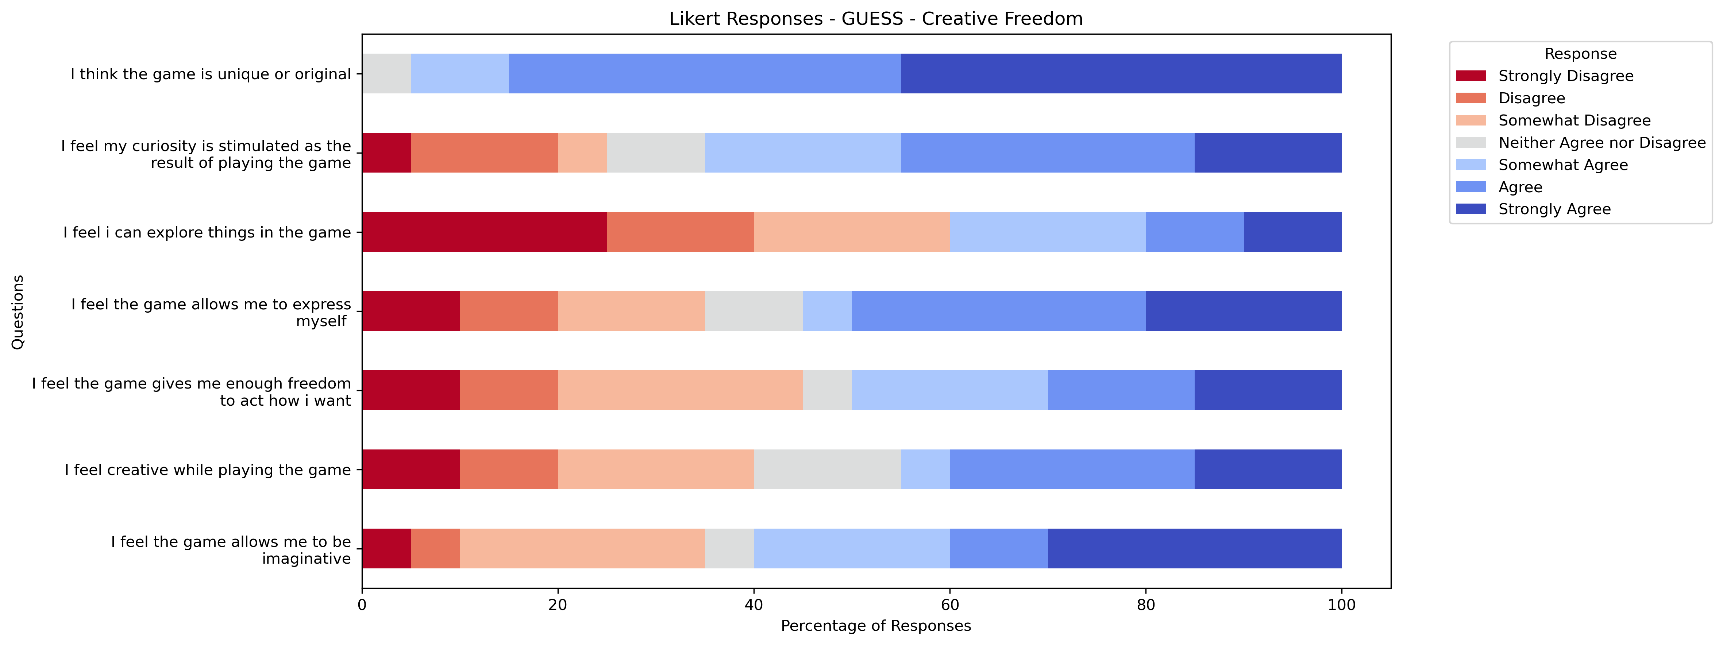 Likert Responses - GUESS - Creative Freedom
I think the game is unique or original
I feel my curiosity is stimulated as the
result of playing the game
I feel i can explore things in the game
I feel the game allows me to express
myself
I feel the game gives me enough freedom
to act how i want
I feel creative while playing the game
I feel the game allows me to be
imaginative
Questions
0 20 40 60 80 100
Percentage of Responses
Response
Strongly Disagree
Disagree
Somewhat Disagree
Neither Agree nor Disagree
Somewhat Agree
Agree
Strongly Agree